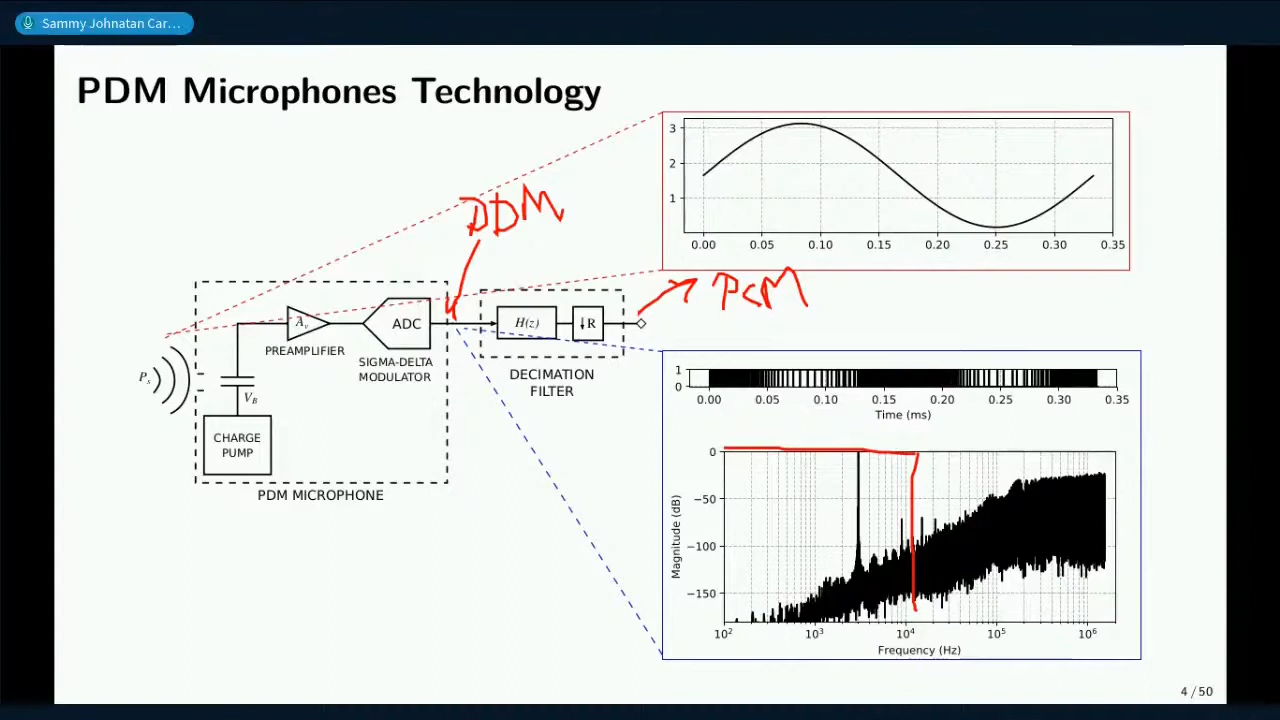 Sammy Johnatan Car...
PDM Microphones Technology
3
2
1
0.00 0.05 0.10 0.15 0.20 0.25 0.30 0.35
PDM
PCM
A_v
PREAMPLIFIER
ADC
SIGMA-DELTA
MODULATOR
H(z)
↓R
DECIMATION
FILTER
P_s
V_B
CHARGE
PUMP
PDM MICROPHONE
1
0
0.00 0.05 0.10 0.15 0.20 0.25 0.30 0.35
Time (ms)
Magnitude (dB)
0
−50
−100
−150
10² 10³ 10⁴ 10⁵ 10⁶
Frequency (Hz)
4 / 50